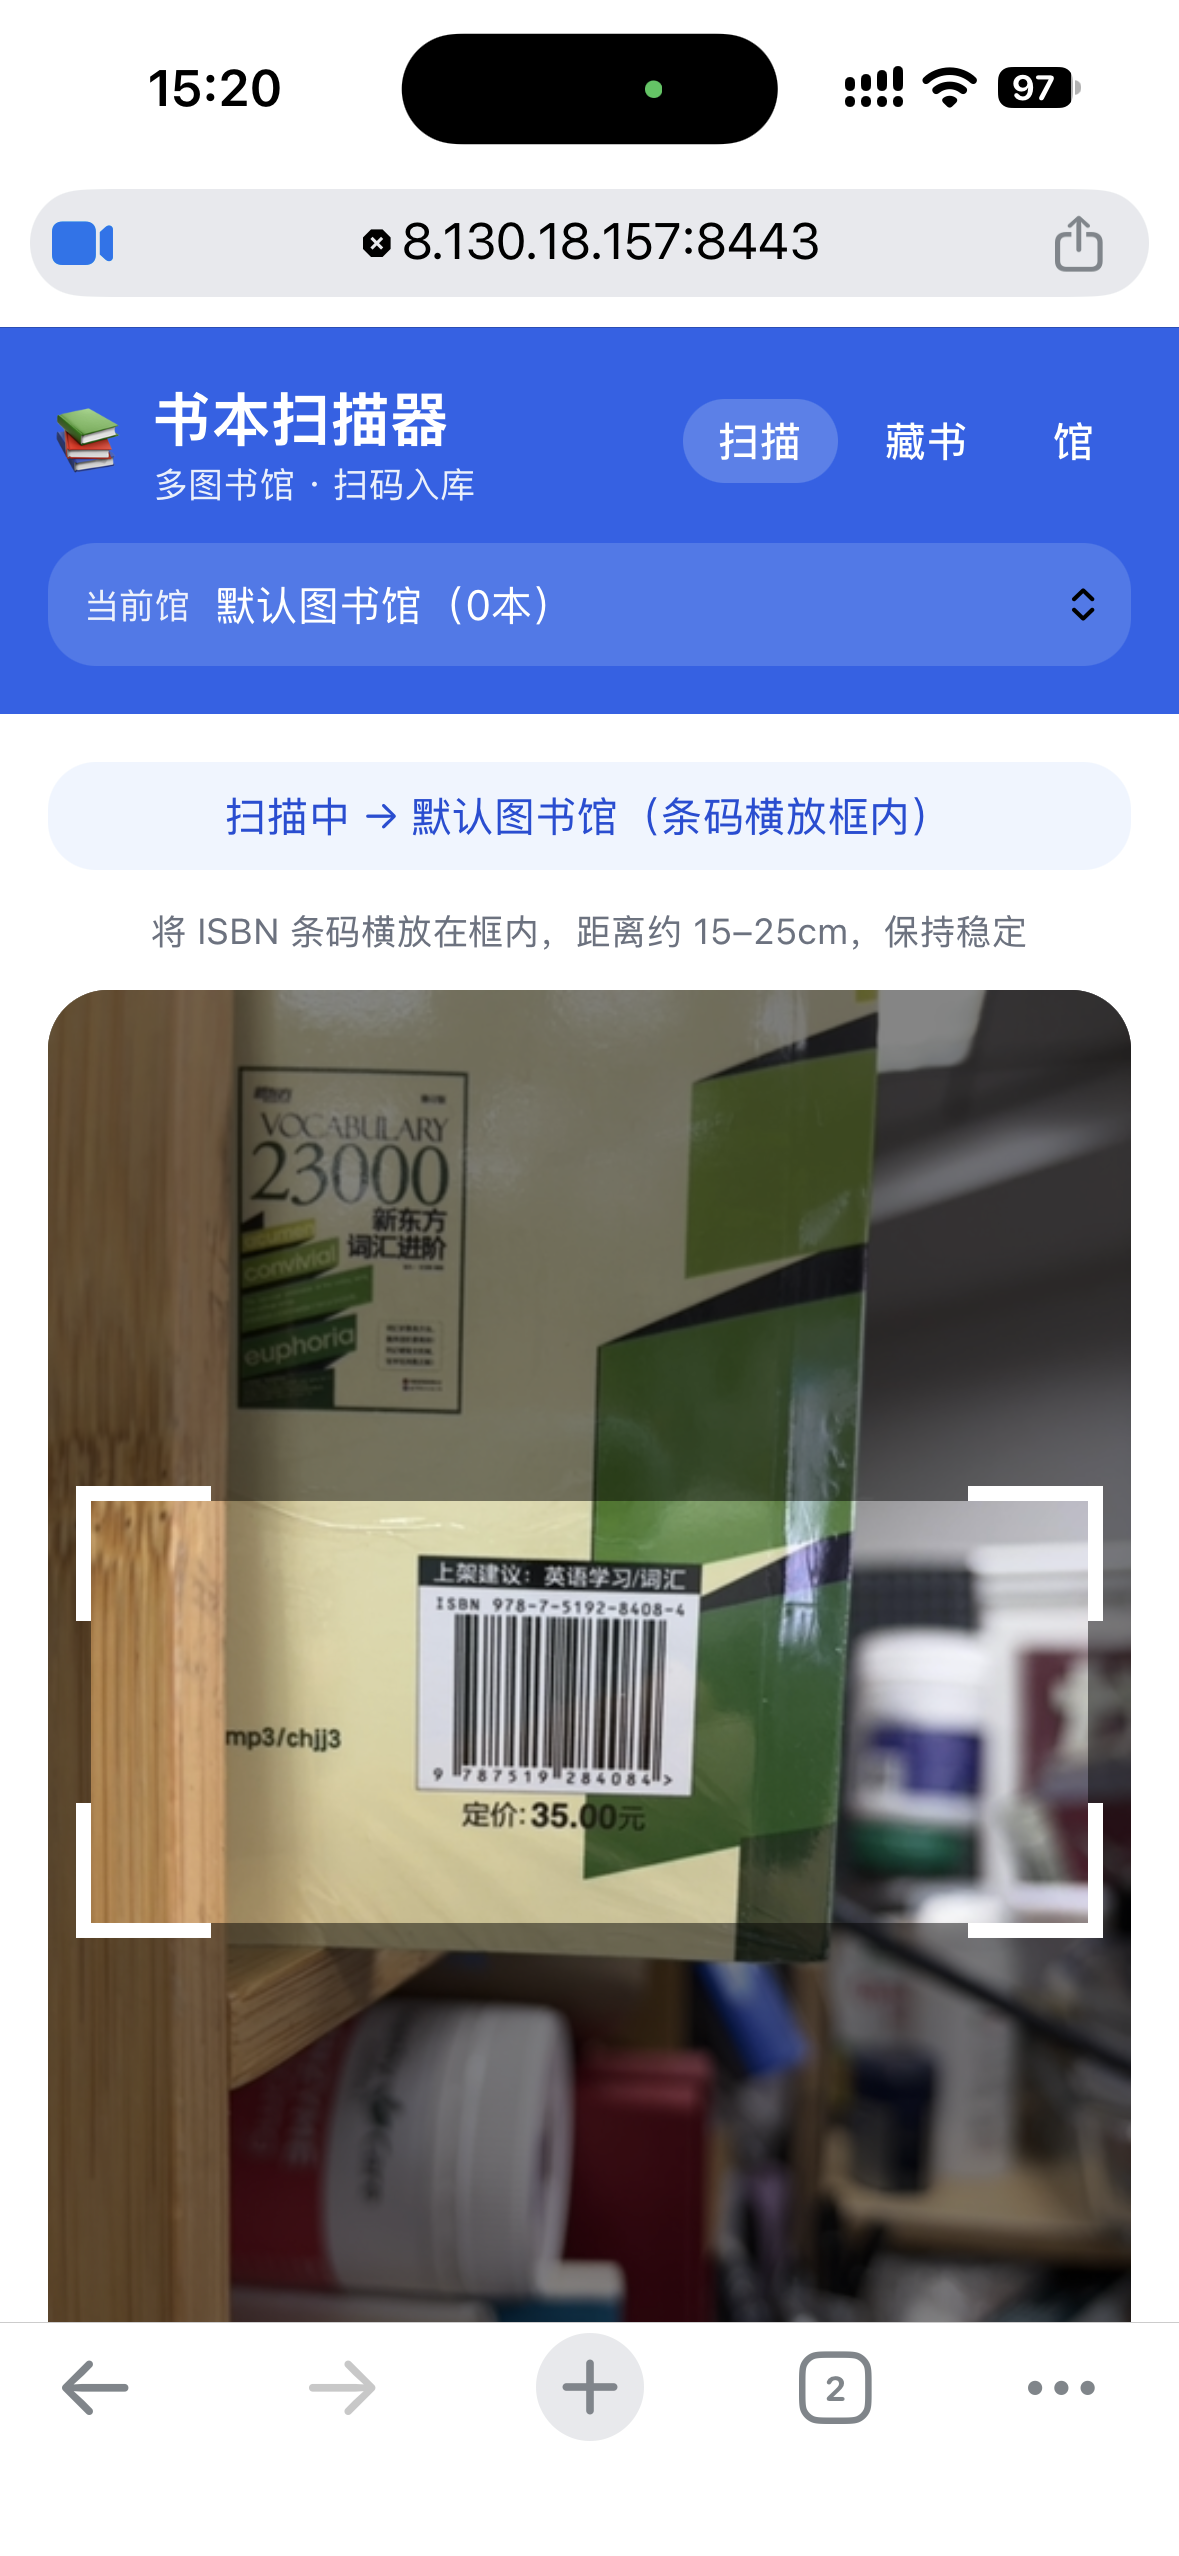 15:20
97
8.130.18.157:8443
书本扫描器
多图书馆 · 扫码入库
扫描
藏书
馆
当前馆 默认图书馆（0本）
扫描中 → 默认图书馆（条码横放框内）
将 ISBN 条码横放在框内，距离约 15–25cm，保持稳定
VOCABULARY
23000
新东方
词汇进阶
convivial
euphoria
上架建议：英语学习/词汇
ISBN 978-7-5192-8408-4
mp3/chjj3
9 787519 284084 >
定价:35.00元
2